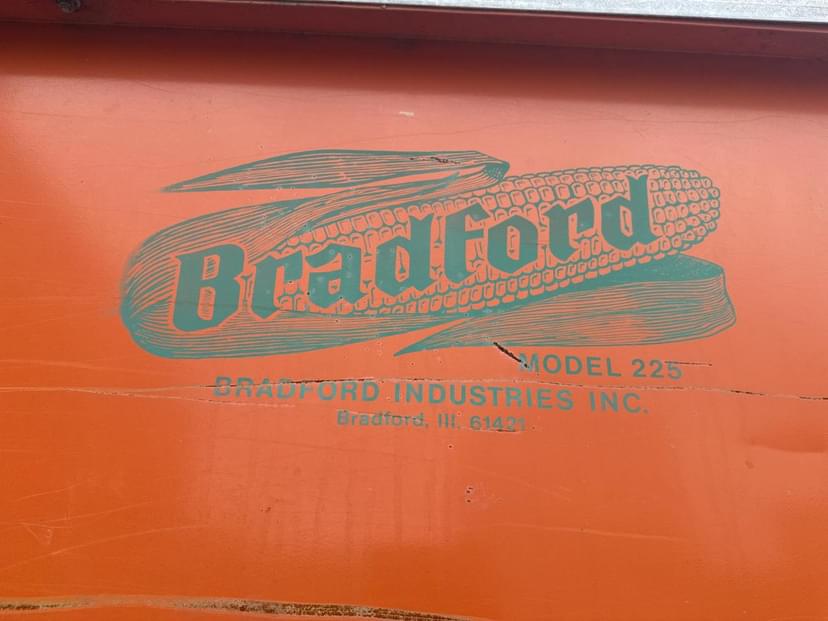 Bradford
MODEL 225
BRADFORD INDUSTRIES INC.
Bradford, Ill. 61421